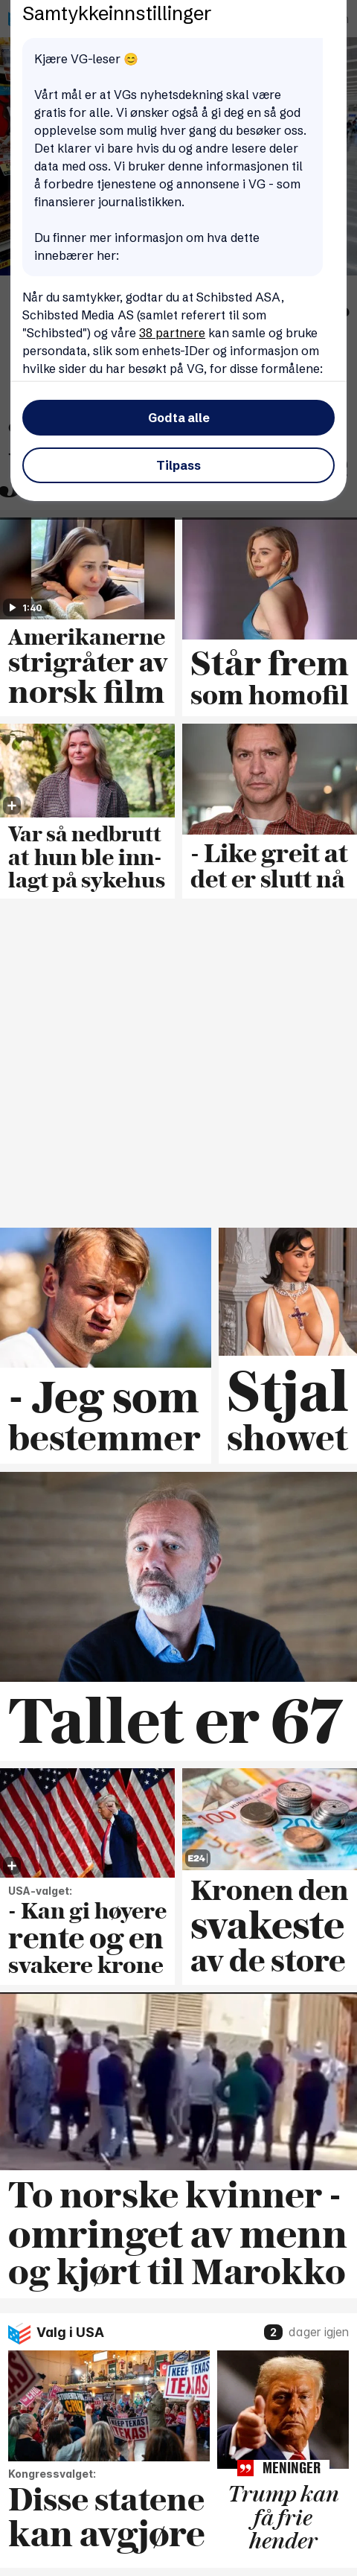 Samtykkeinnstillinger
Kjære VG-leser 😊
Vårt mål er at VGs nyhetsdekning skal være
gratis for alle. Vi ønsker også å gi deg en så god
opplevelse som mulig hver gang du besøker oss.
Det klarer vi bare hvis du og andre lesere deler
data med oss. Vi bruker denne informasjonen til
å forbedre tjenestene og annonsene i VG - som
finansierer journalistikken.
Du finner mer informasjon om hva dette
innebærer her:
Når du samtykker, godtar du at Schibsted ASA,
Schibsted Media AS (samlet referert til som
"Schibsted") og våre 38 partnere kan samle og bruke
persondata, slik som enhets-IDer og informasjon om
hvilke sider du har besøkt på VG, for disse formålene:
Godta alle
Tilpass
1:40
Amerikanerne
strigråter av
norsk film
Står frem
som homofil
Var så nedbrutt
at hun ble inn-
lagt på sykehus
- Like greit at
det er slutt nå
- Jeg som
bestemmer
Stjal
showet
Tallet er 67
USA-valget:
- Kan gi høyere
rente og en
svakere krone
E24
Kronen den
svakeste
av de store
To norske kvinner -
omringet av menn
og kjørt til Marokko
Valg i USA
2 dager igjen
KEEP TEXAS
TEXAS
KEEP TEXAS
TEXAS
Kongressvalget:
Disse statene
kan avgjøre
MENINGER
Trump kan
få frie
hender